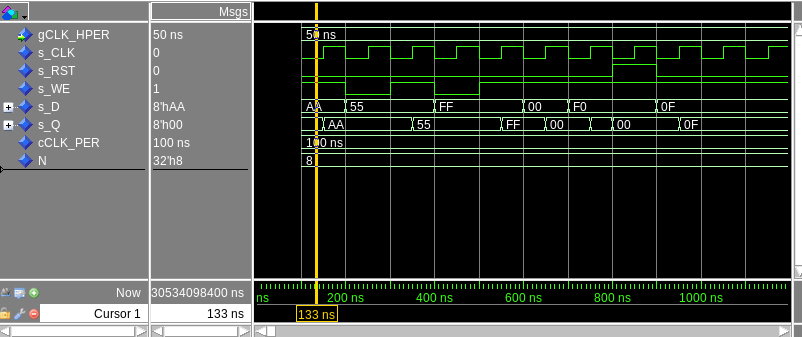 Msgs
gCLK_HPER 50 ns 50 ns
s_CLK 0
s_RST 0
s_WE 1
s_D 8'hAA AA 55 FF 00 F0 0F
s_Q 8'h00 AA 55 FF 00 00 0F
cCLK_PER 100 ns 100 ns
N 32'h8 8
Now 30534098400 ns ns 200 ns 400 ns 600 ns 800 ns 1000 ns
Cursor 1 133 ns 133 ns